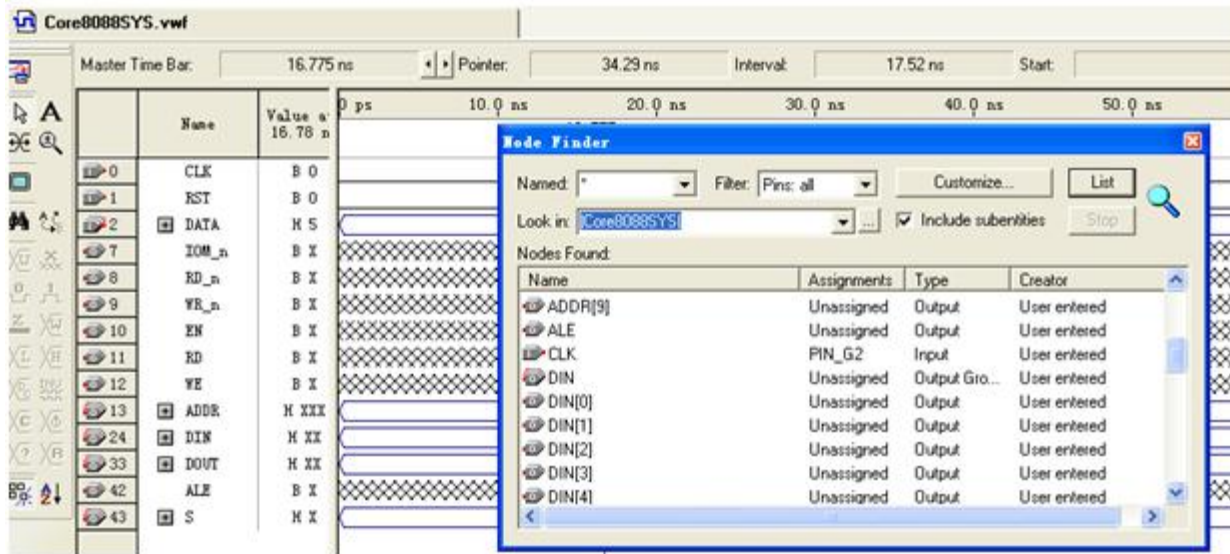 Core8088SYS.vwf
Master Time Bar: 16.775 ns Pointer: 34.29 ns Interval: 17.52 ns Start:
Name Value a 16.78 n
0 ps 10.0 ns 20.0 ns 30.0 ns 40.0 ns 50.0 ns
0 CLK B 0
1 RST B 0
2 DATA H 5
7 IOM_n B X
8 RD_n B X
9 WR_n B X
10 EN B X
11 RD B X
12 WE B X
13 ADDR H XXX
24 DIN H XX
33 DOUT H XX
42 ALE B X
43 S H X
Node Finder
Named: * Filter: Pins: all Customize... List
Look in: |Core8088SYS| ... Include subentities Stop
Nodes Found:
Name Assignments Type Creator
ADDR[9] Unassigned Output User entered
ALE Unassigned Output User entered
CLK PIN_G2 Input User entered
DIN Unassigned Output Gro... User entered
DIN[0] Unassigned Output User entered
DIN[1] Unassigned Output User entered
DIN[2] Unassigned Output User entered
DIN[3] Unassigned Output User entered
DIN[4] Unassigned Output User entered